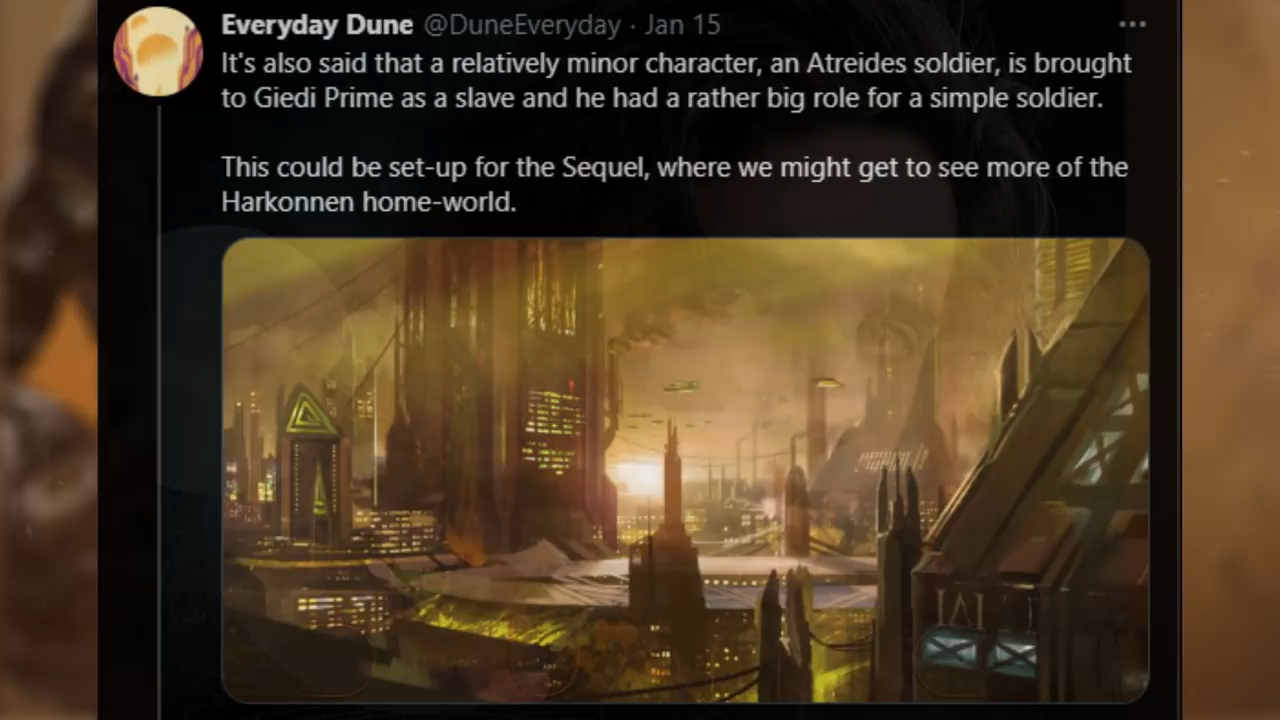 Everyday Dune @DuneEveryday · Jan 15
It's also said that a relatively minor character, an Atreides soldier, is brought
to Giedi Prime as a slave and he had a rather big role for a simple soldier.
This could be set-up for the Sequel, where we might get to see more of the
Harkonnen home-world.